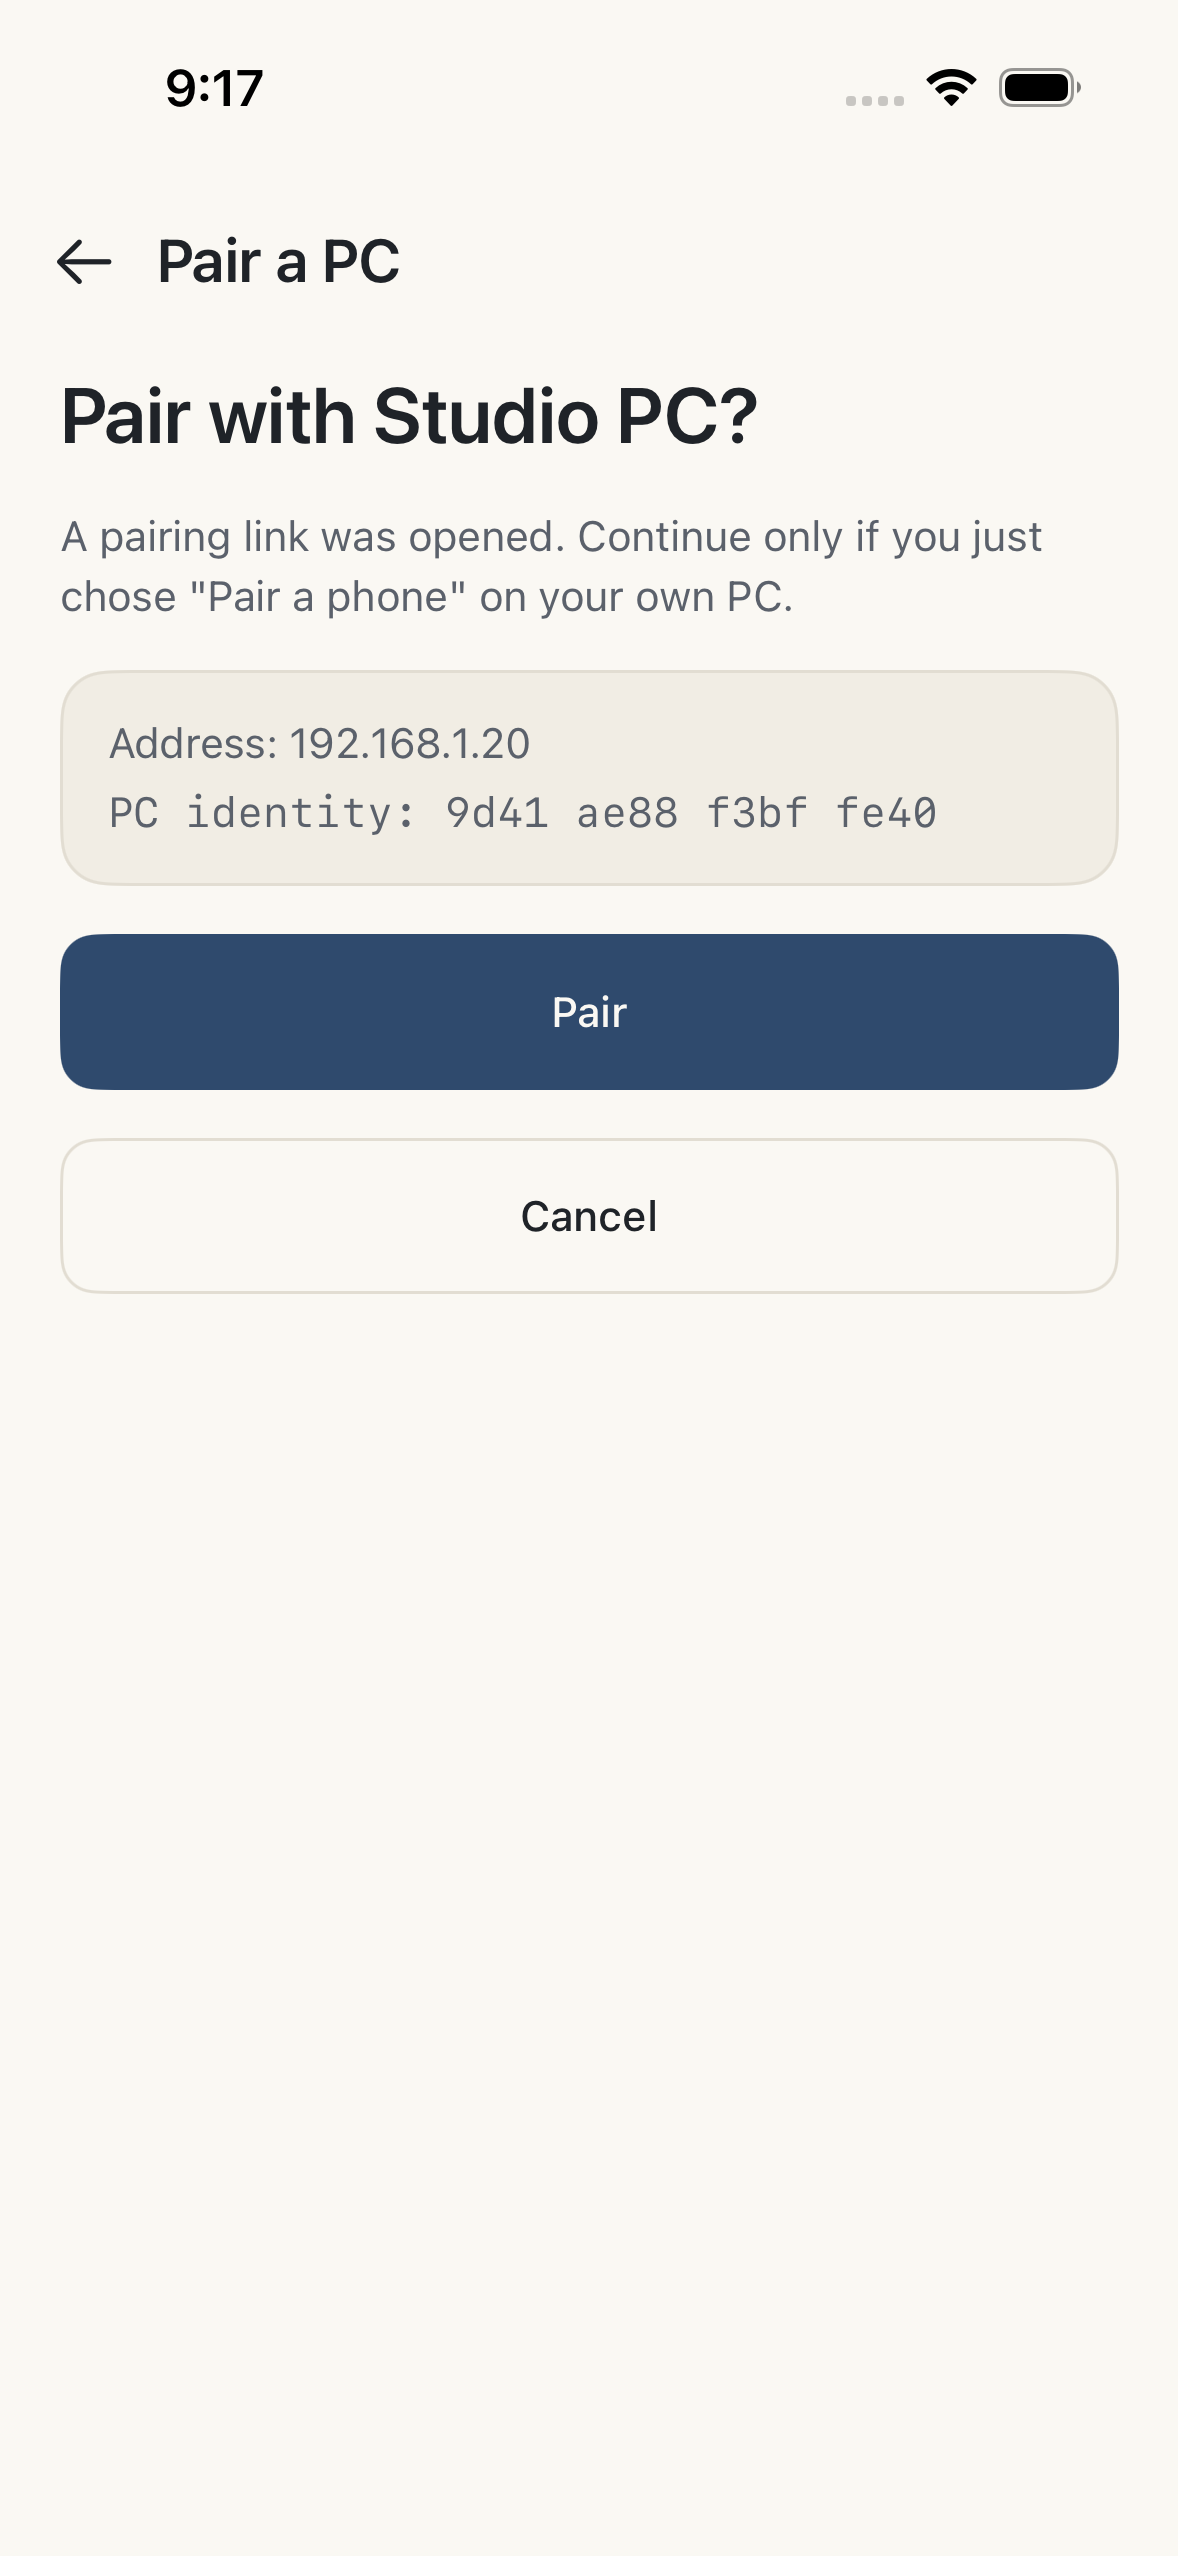 9:17
Pair a PC
Pair with Studio PC?
A pairing link was opened. Continue only if you just
chose "Pair a phone" on your own PC.
Address: 192.168.1.20
PC identity: 9d41 ae88 f3bf fe40
Pair
Cancel